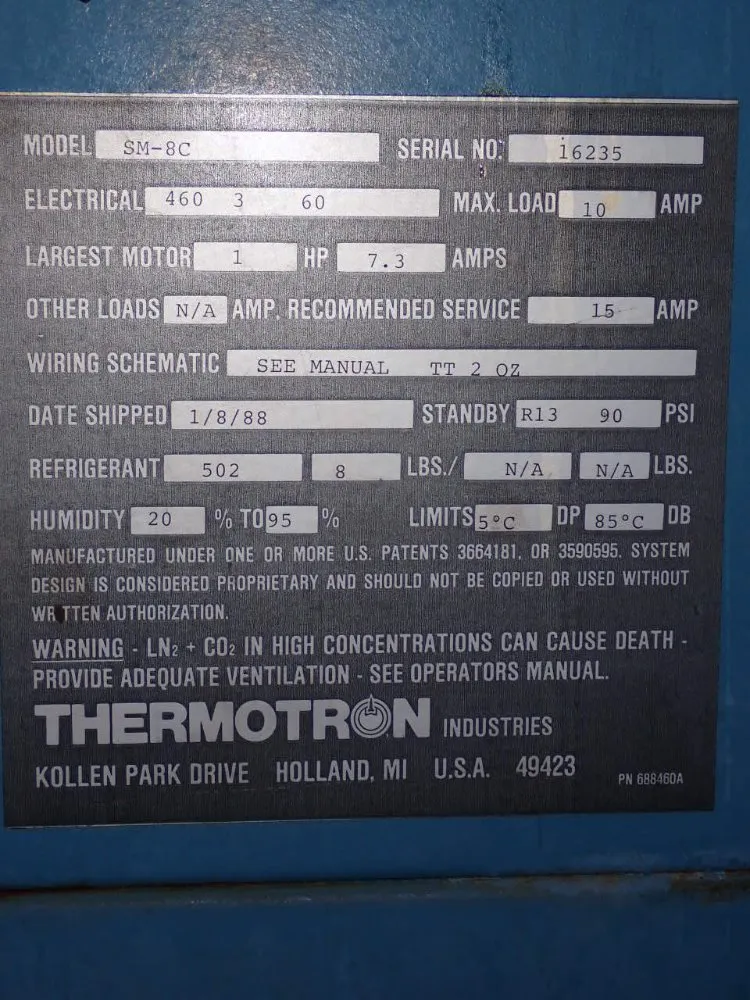 MODEL SM-8C SERIAL NO. 16235
ELECTRICAL 460 3 60 MAX. LOAD 10 AMP
LARGEST MOTOR 1 HP 7.3 AMPS
OTHER LOADS N/A AMP. RECOMMENDED SERVICE 15 AMP
WIRING SCHEMATIC SEE MANUAL TT 2 OZ
DATE SHIPPED 1/8/88 STANDBY R13 90 PSI
REFRIGERANT 502 8 LBS./ N/A N/A LBS.
HUMIDITY 20 % TO 95 % LIMITS 5°C DP 85°C DB
MANUFACTURED UNDER ONE OR MORE U.S. PATENTS 3664181, OR 3590595. SYSTEM
DESIGN IS CONSIDERED PROPRIETARY AND SHOULD NOT BE COPIED OR USED WITHOUT
WRITTEN AUTHORIZATION.
WARNING - LN₂ + CO₂ IN HIGH CONCENTRATIONS CAN CAUSE DEATH -
PROVIDE ADEQUATE VENTILATION - SEE OPERATORS MANUAL.
THERMOTRON INDUSTRIES
KOLLEN PARK DRIVE HOLLAND, MI U.S.A. 49423 PN 688460A